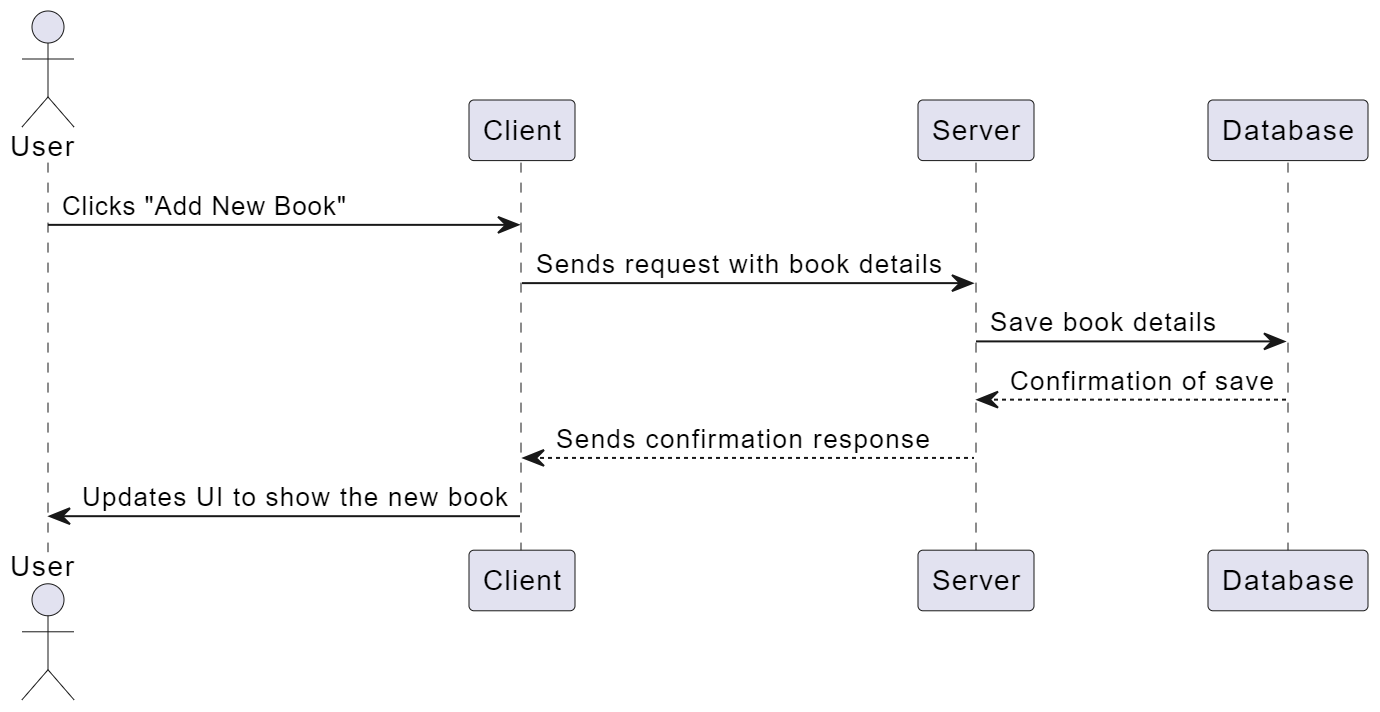 User
Client
Server
Database
Clicks "Add New Book"
Sends request with book details
Save book details
Confirmation of save
Sends confirmation response
Updates UI to show the new book
User
Client
Server
Database